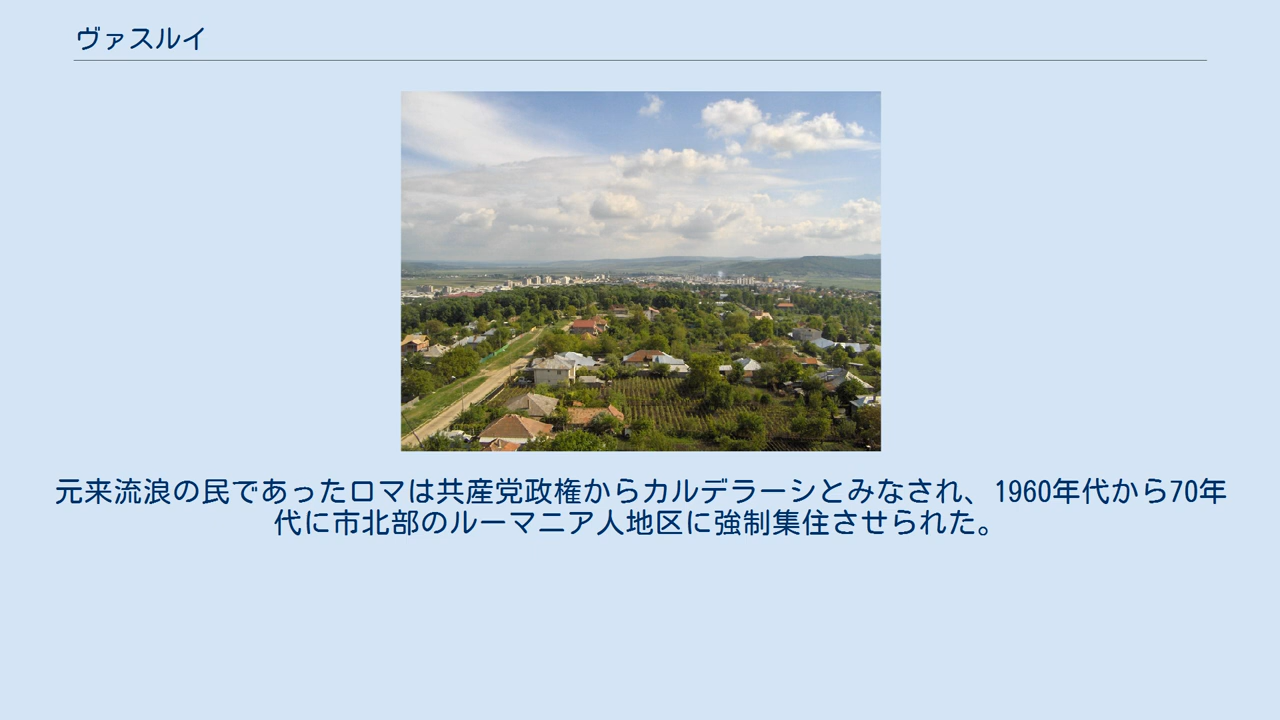 ヴァスルイ
元来流浪の民であったロマは共産党政権からカルデラーシとみなされ、1960年代から70年
代に市北部のルーマニア人地区に強制集住させられた。